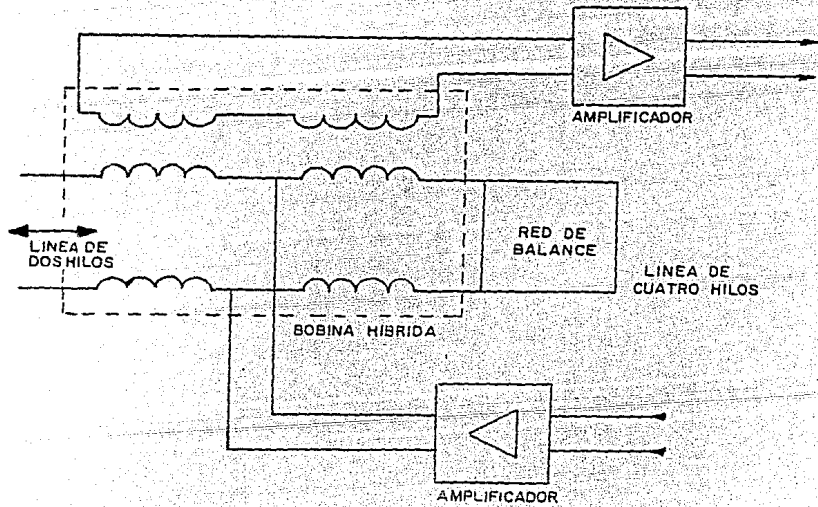 AMPLIFICADOR
LINEA DE
DOS HILOS
RED DE
BALANCE
LINEA DE
CUATRO HILOS
BOBINA HIBRIDA
AMPLIFICADOR